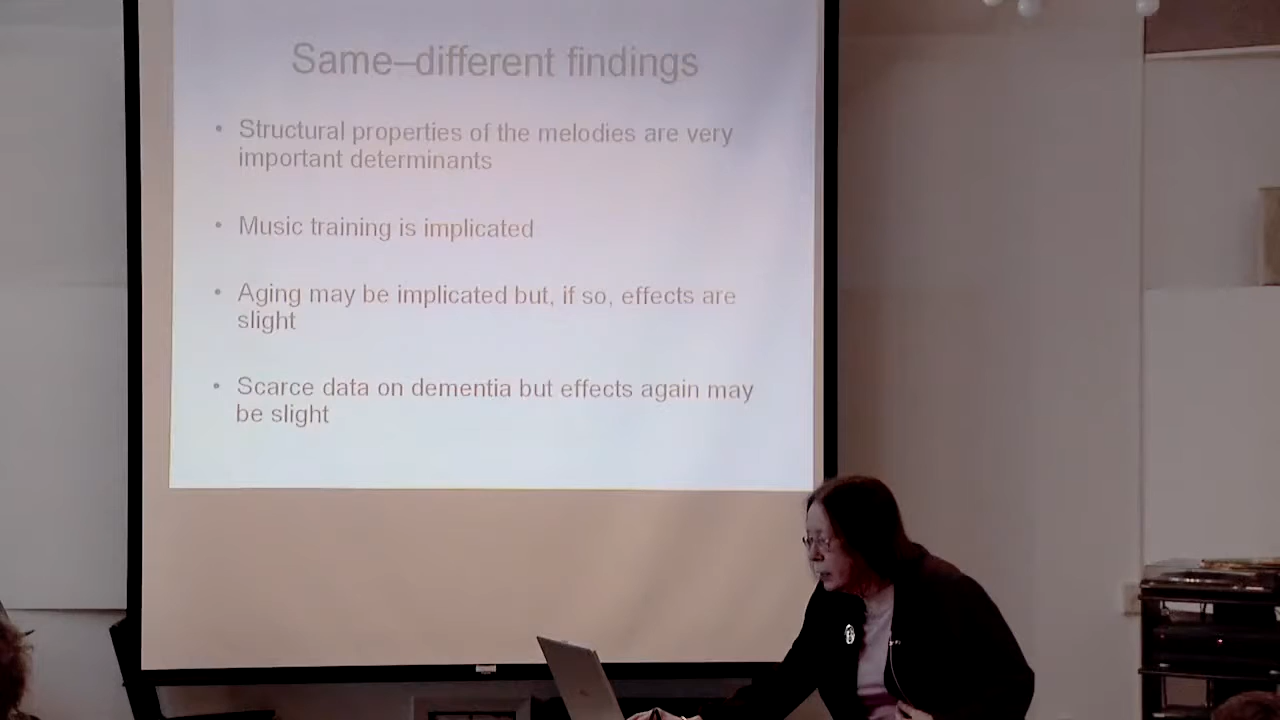 Same–different findings
• Structural properties of the melodies are very
important determinants
• Music training is implicated
• Aging may be implicated but, if so, effects are
slight
• Scarce data on dementia but effects again may
be slight